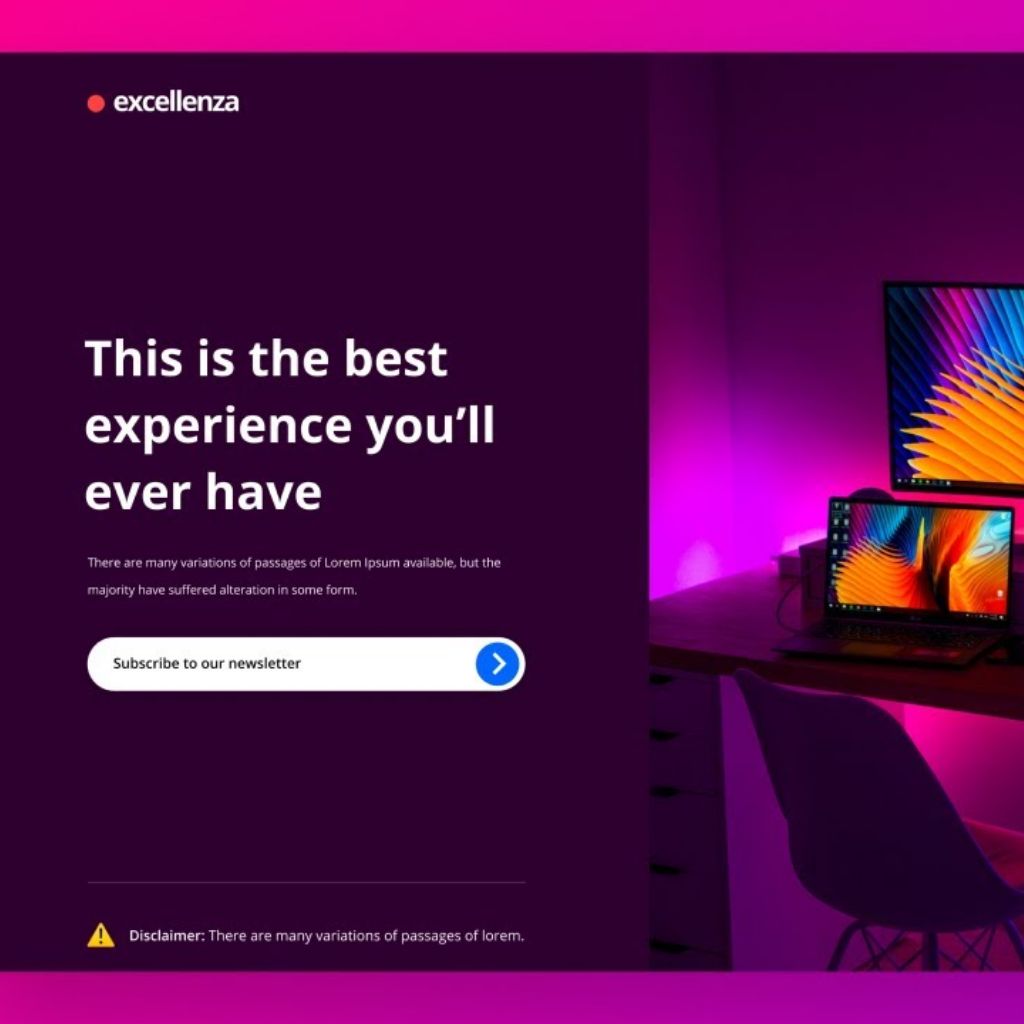 excellenza
This is the best
experience you’ll
ever have
There are many variations of passages of Lorem Ipsum available, but the
majority have suffered alteration in some form.
Subscribe to our newsletter
Disclaimer: There are many variations of passages of lorem.